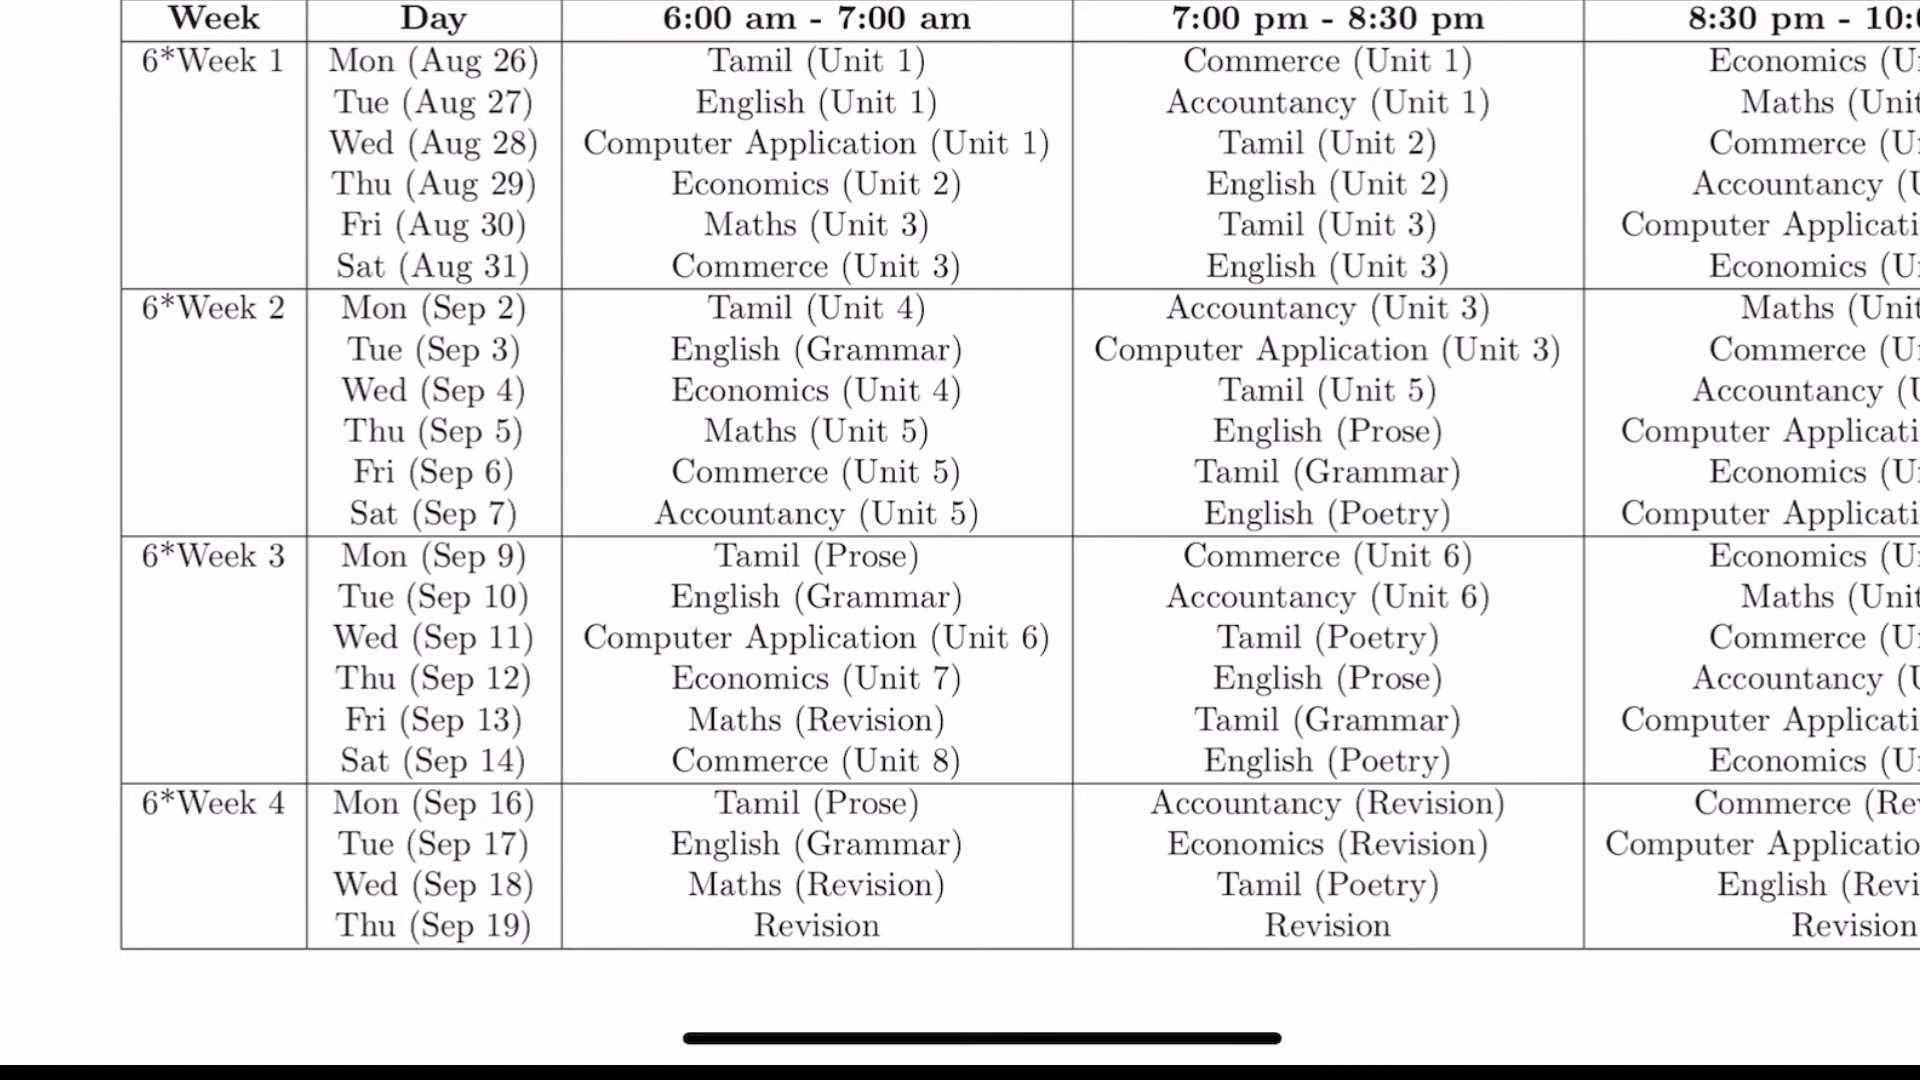 Week Day 6:00 am - 7:00 am 7:00 pm - 8:30 pm 8:30 pm -
6*Week 1 Mon (Aug 26) Tamil (Unit 1) Commerce (Unit 1) Economics
Tue (Aug 27) English (Unit 1) Accountancy (Unit 1) Maths (Unit
Wed (Aug 28) Computer Application (Unit 1) Tamil (Unit 2) Commerce
Thu (Aug 29) Economics (Unit 2) English (Unit 2) Accountancy
Fri (Aug 30) Maths (Unit 3) Tamil (Unit 3) Computer
Sat (Aug 31) Commerce (Unit 3) English (Unit 3) Economics
6*Week 2 Mon (Sep 2) Tamil (Unit 4) Accountancy (Unit 3) Maths (Unit
Tue (Sep 3) English (Grammar) Computer Application (Unit 3) Commerce
Wed (Sep 4) Economics (Unit 4) Tamil (Unit 5) Accountancy
Thu (Sep 5) Maths (Unit 5) English (Prose) Computer
Fri (Sep 6) Commerce (Unit 5) Tamil (Grammar) Economics
Sat (Sep 7) Accountancy (Unit 5) English (Poetry) Computer
6*Week 3 Mon (Sep 9) Tamil (Prose) Commerce (Unit 6) Economics
Tue (Sep 10) English (Grammar) Accountancy (Unit 6) Maths (Unit
Wed (Sep 11) Computer Application (Unit 6) Tamil (Poetry) Commerce
Thu (Sep 12) Economics (Unit 7) English (Prose) Accountancy
Fri (Sep 13) Maths (Revision) Tamil (Grammar) Computer
Sat (Sep 14) Commerce (Unit 8) English (Poetry) Economics
6*Week 4 Mon (Sep 16) Tamil (Prose) Accountancy (Revision) Commerce
Tue (Sep 17) English (Grammar) Economics (Revision) Computer
Wed (Sep 18) Maths (Revision) Tamil (Poetry) English
Thu (Sep 19) Revision Revision Revision